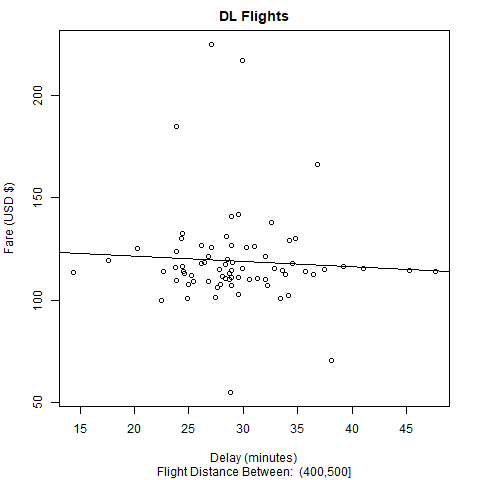 DL Flights
Fare (USD $)
200
150
100
50
15 20 25 30 35 40 45
Delay (minutes)
Flight Distance Between: (400,500]